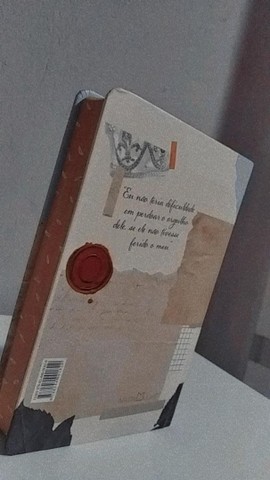 Eu não teria dificuldade
em perdoar o orgulho
dele, se ele não tivesse
ferido o meu